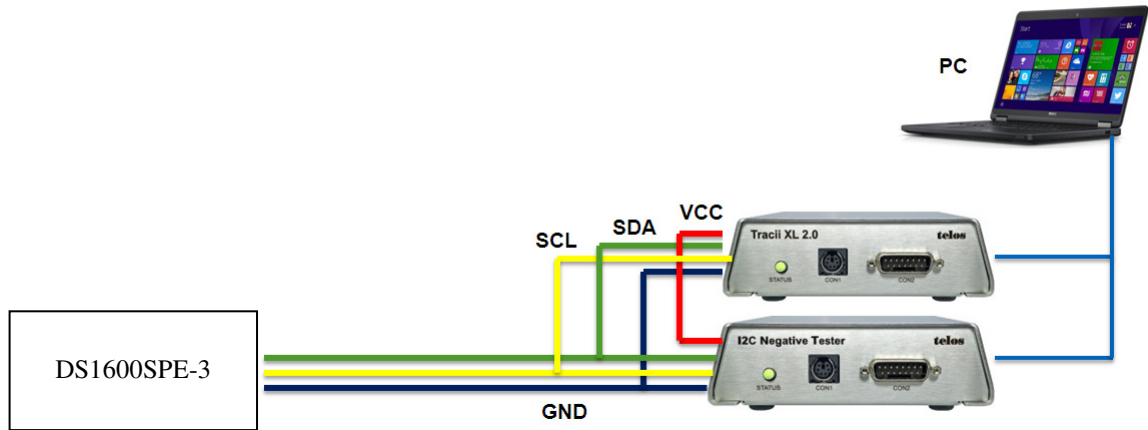 PC
VCC
SDA
SCL
Tracii XL 2.0 telos
STATUS CON1 CON2
I2C Negative Tester telos
STATUS CON1 CON2
DS1600SPE-3
GND